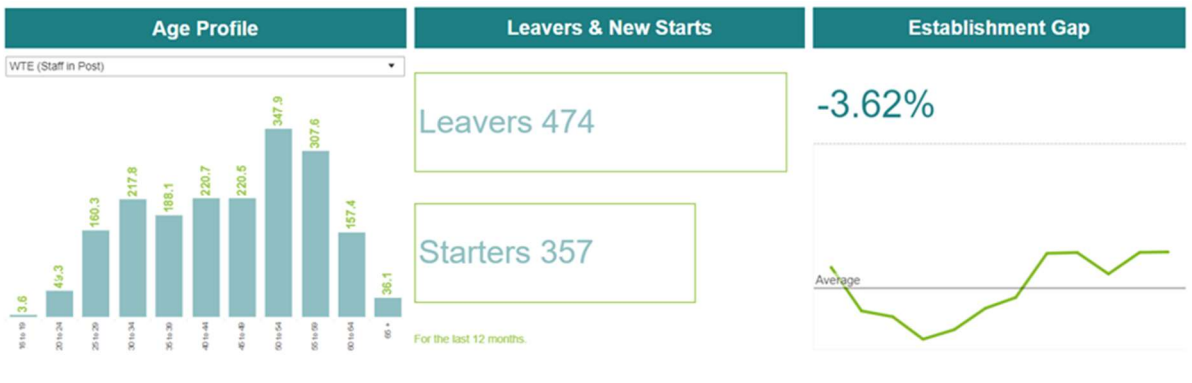 Age Profile
WTE (Staff in Post)
3.6
49.3
160.3
217.8
188.1
220.7
220.5
347.9
307.6
157.4
36.1
16 to 19
20 to 24
25 to 29
30 to 34
35 to 39
40 to 44
45 to 49
50 to 54
55 to 59
60 to 64
65 +
Leavers & New Starts
Leavers 474
Starters 357
For the last 12 months.
Establishment Gap
-3.62%
Average